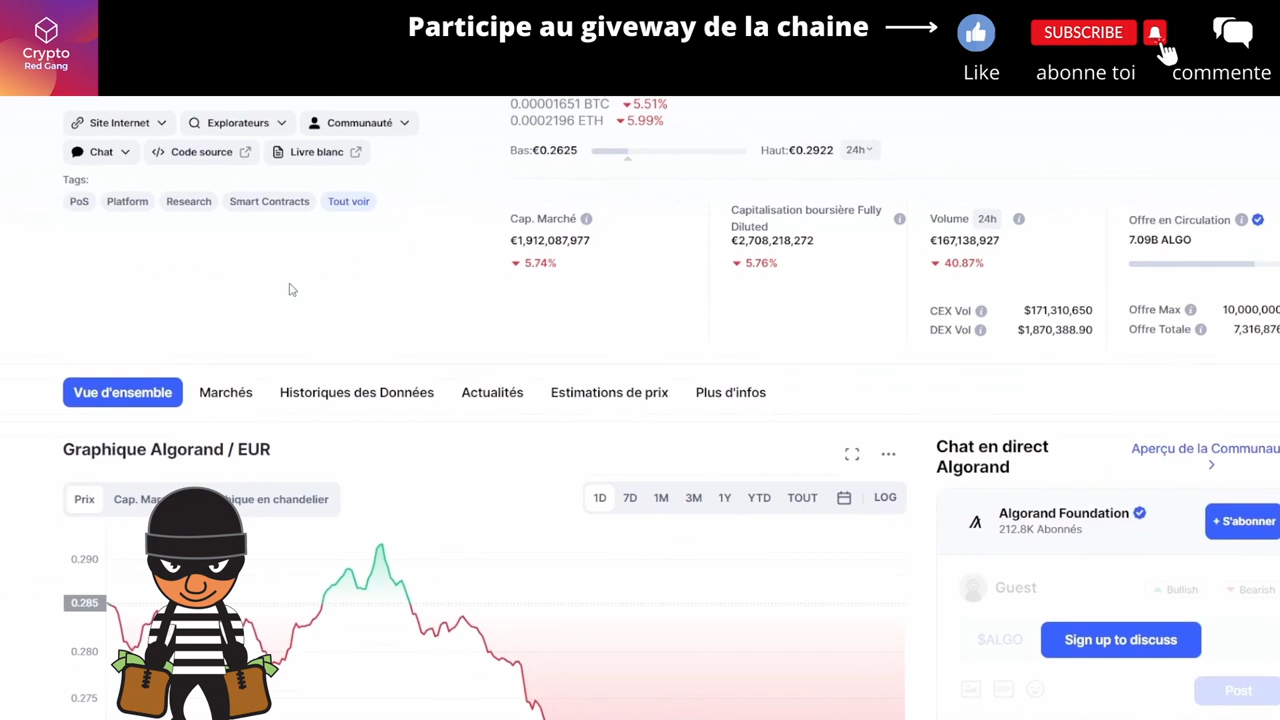 Participe au giveway de la chaine
SUBSCRIBE
Crypto
Red Gang
Like
abonne toi
commente
Site Internet
Explorateurs
Communauté
Chat
Code source
Livre blanc
Tags:
PoS
Platform
Research
Smart Contracts
Tout voir
0.00001651 BTC 5.51%
0.0002196 ETH 5.99%
Bas:€0.2625
Haut:€0.2922
24h
Cap. Marché
€1,912,087,977
5.74%
Capitalisation boursière Fully
Diluted
€2,708,218,272
5.76%
Volume 24h
€167,138,927
40.87%
CEX Vol $171,310,650
DEX Vol $1,870,388.90
Offre en Circulation
7.09B ALGO
Offre Max 10,000,000
Offre Totale 7,316,876
Vue d'ensemble
Marchés
Historiques des Données
Actualités
Estimations de prix
Plus d'infos
Graphique Algorand / EUR
Prix
Cap. Mar
ique en chandelier
1D 7D 1M 3M 1Y YTD TOUT LOG
0.290
0.285
0.280
0.275
Chat en direct
Algorand
Aperçu de la Communau
Algorand Foundation
212.8K Abonnés
+ S'abonner
Guest
Bullish
Bearish
$ALGO
Sign up to discuss
GIF
Post